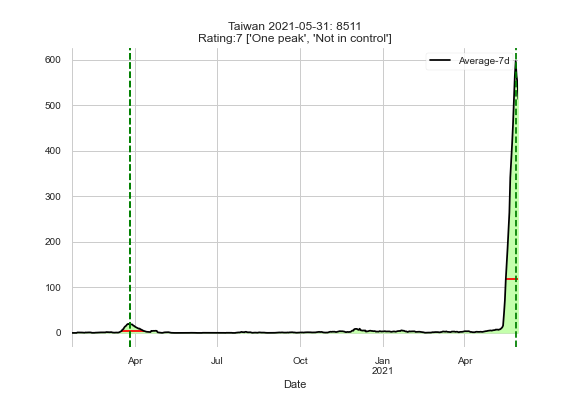 Taiwan 2021-05-31: 8511
Rating:7 ['One peak', 'Not in control']
Average-7d
600
500
400
300
200
100
0
Apr
Jul
Oct
Jan
2021
Apr
Date